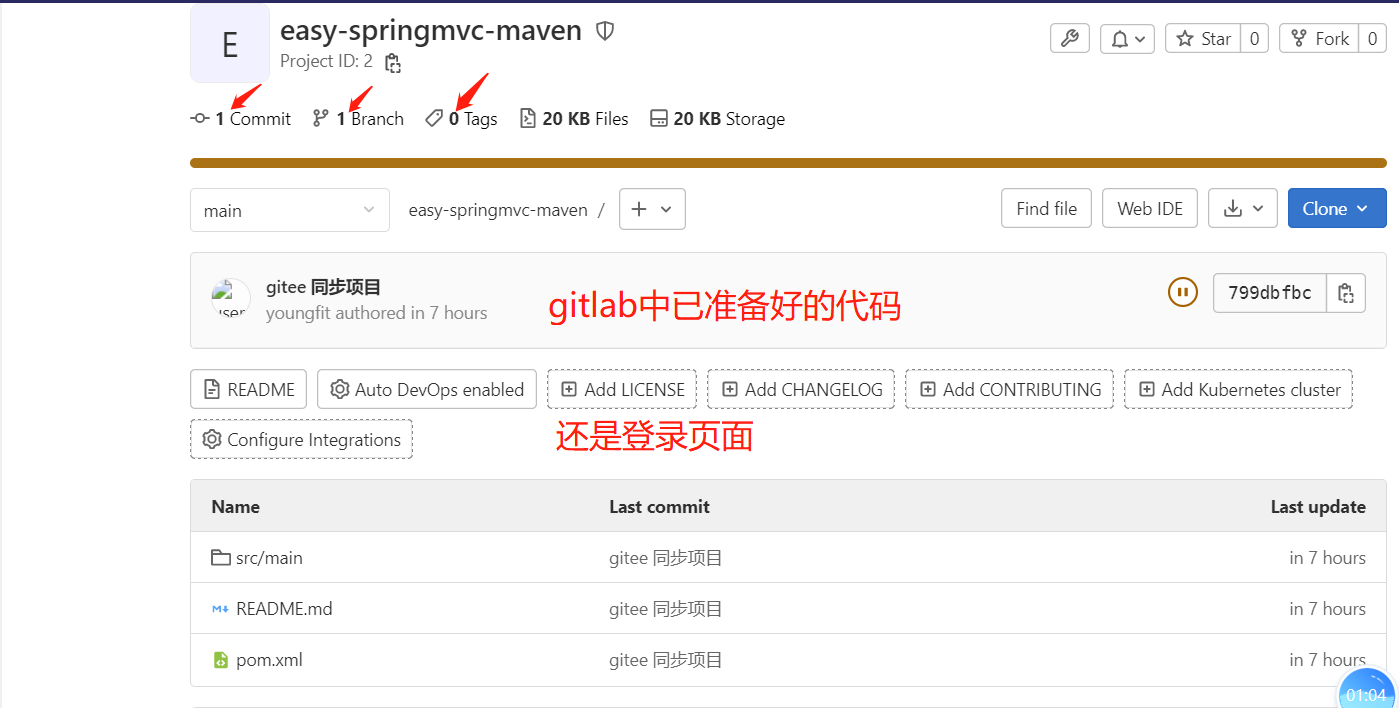 E
easy-springmvc-maven
Project ID: 2
Star 0
Fork 0
1 Commit 1 Branch 0 Tags 20 KB Files 20 KB Storage
main
easy-springmvc-maven /
Find file
Web IDE
Clone
user
gitee 同步项目
youngfit authored in 7 hours
gitlab中已准备好的代码
799dbfbc
README
Auto DevOps enabled
Add LICENSE
Add CHANGELOG
Add CONTRIBUTING
Add Kubernetes cluster
Configure Integrations
还是登录页面
Name Last commit Last update
src/main gitee 同步项目 in 7 hours
M↓ README.md gitee 同步项目 in 7 hours
pom.xml gitee 同步项目 in 7 hours
01:04